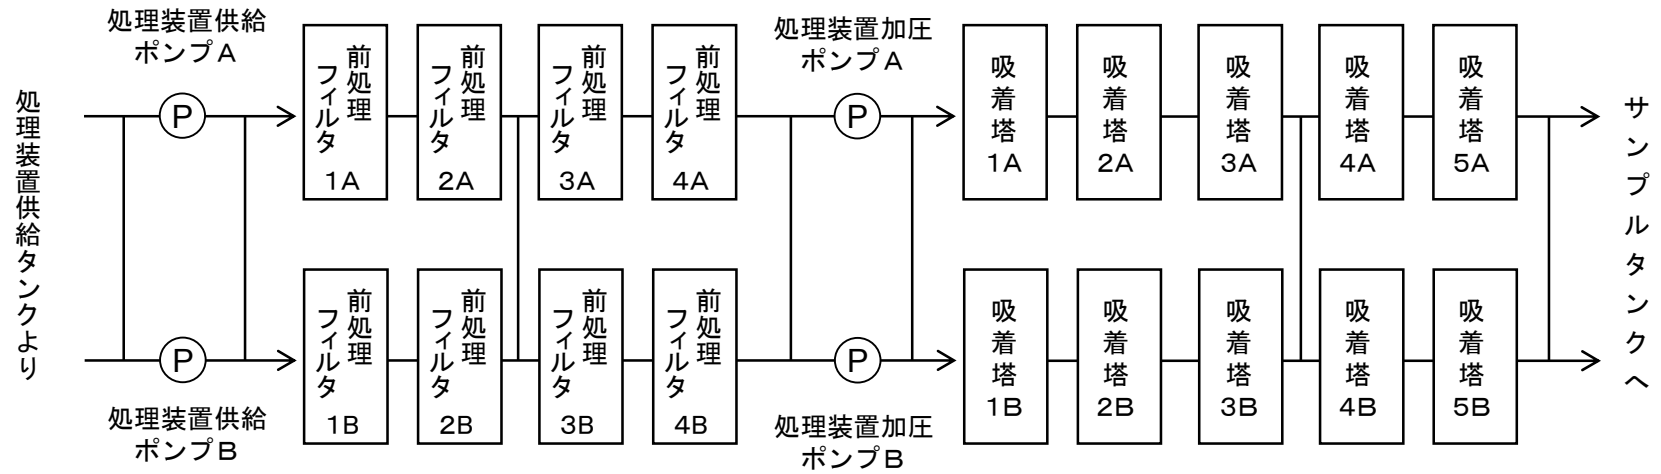 処理装置供給タンクより
処理装置供給
ポンプA
P
前処理
フィルタ
1A
前処理
フィルタ
2A
前処理
フィルタ
3A
前処理
フィルタ
4A
処理装置加圧
ポンプA
P
吸着塔
1A
吸着塔
2A
吸着塔
3A
吸着塔
4A
吸着塔
5A
サンプルタンクへ
P
処理装置供給
ポンプB
前処理
フィルタ
1B
前処理
フィルタ
2B
前処理
フィルタ
3B
前処理
フィルタ
4B
P
処理装置加圧
ポンプB
吸着塔
1B
吸着塔
2B
吸着塔
3B
吸着塔
4B
吸着塔
5B